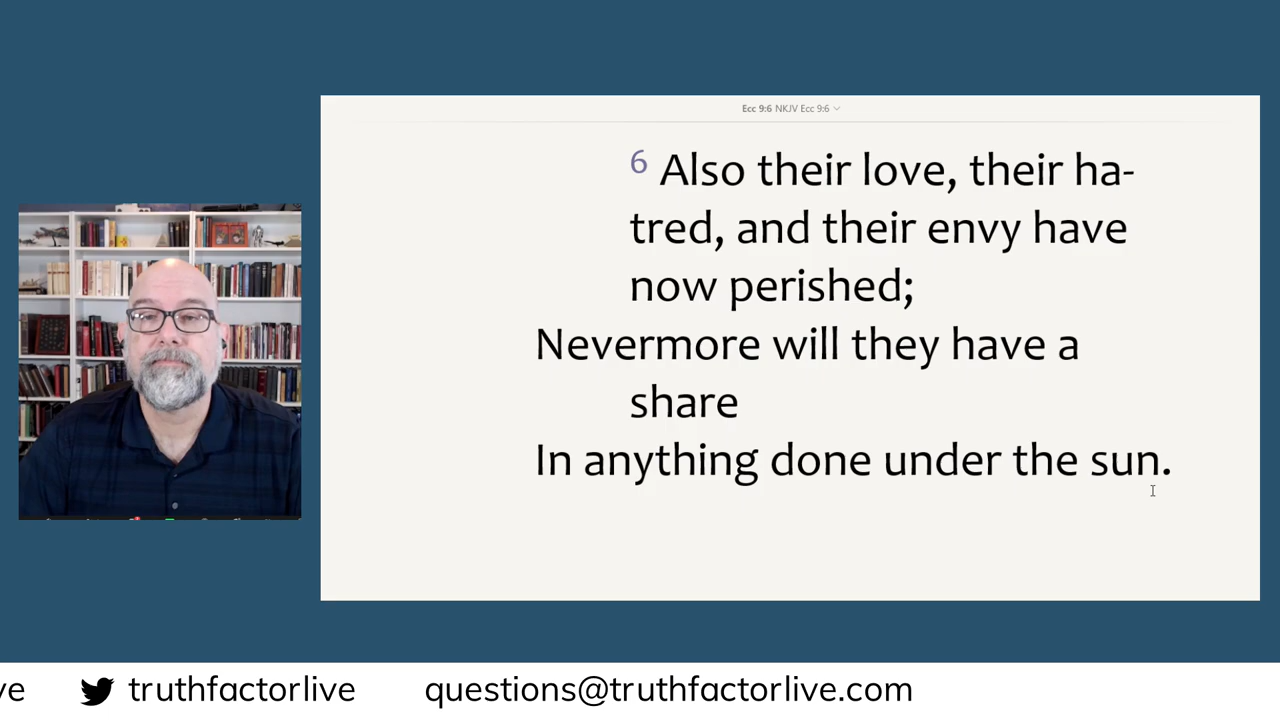 Ecc 9:6 NKJV Ecc 9:6
6 Also their love, their ha-
tred, and their envy have
now perished;
Nevermore will they have a
share
In anything done under the sun.
ve truthfactorlive questions@truthfactorlive.com